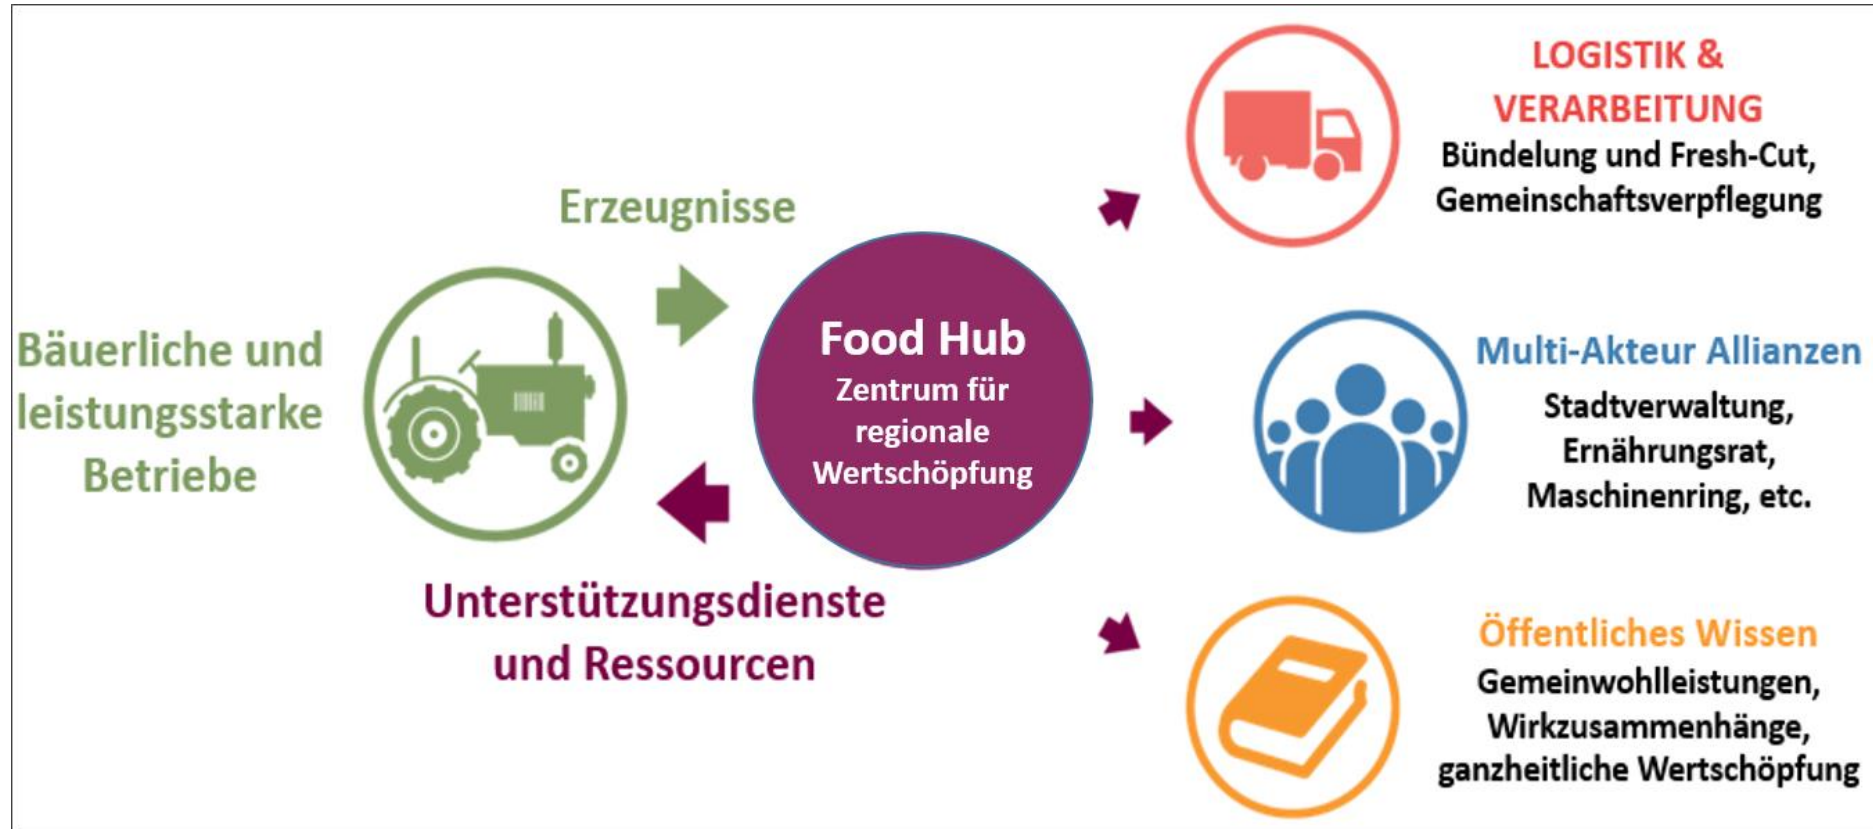 Bäuerliche und
leistungsstarke
Betriebe
Erzeugnisse
Unterstützungsdienste
und Ressourcen
Food Hub
Zentrum für
regionale
Wertschöpfung
LOGISTIK &
VERARBEITUNG
Bündelung und Fresh-Cut,
Gemeinschaftsverpflegung
Multi-Akteur Allianzen
Stadtverwaltung,
Ernährungsrat,
Maschinenring, etc.
Öffentliches Wissen
Gemeinwohlleistungen,
Wirkzusammenhänge,
ganzheitliche Wertschöpfung